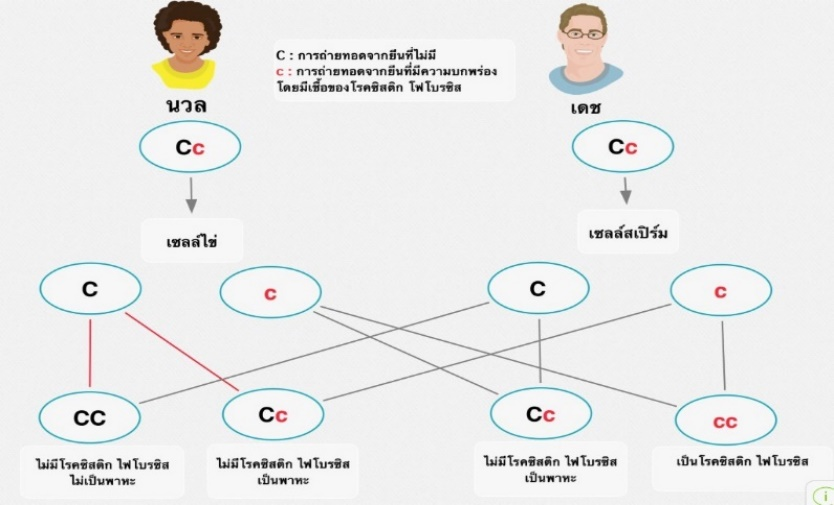 C : การถ่ายทอดจากยีนที่ไม่มี
c : การถ่ายทอดจากยีนที่มีความบกพร่อง
โดยมีเชื้อของโรคซิสติก โฟโบรซิส
นวล
เดช
Cc
Cc
เซลล์ไข่
เซลล์สเปิร์ม
C
c
C
c
CC
Cc
Cc
cc
ไม่มีโรคซิสติก ไฟโบรซิส
ไม่เป็นพาหะ
ไม่มีโรคซิสติก ไฟโบรซิส
เป็นพาหะ
ไม่มีโรคซิสติก ไฟโบรซิส
เป็นพาหะ
เป็นโรคซิสติก ไฟโบรซิส
i